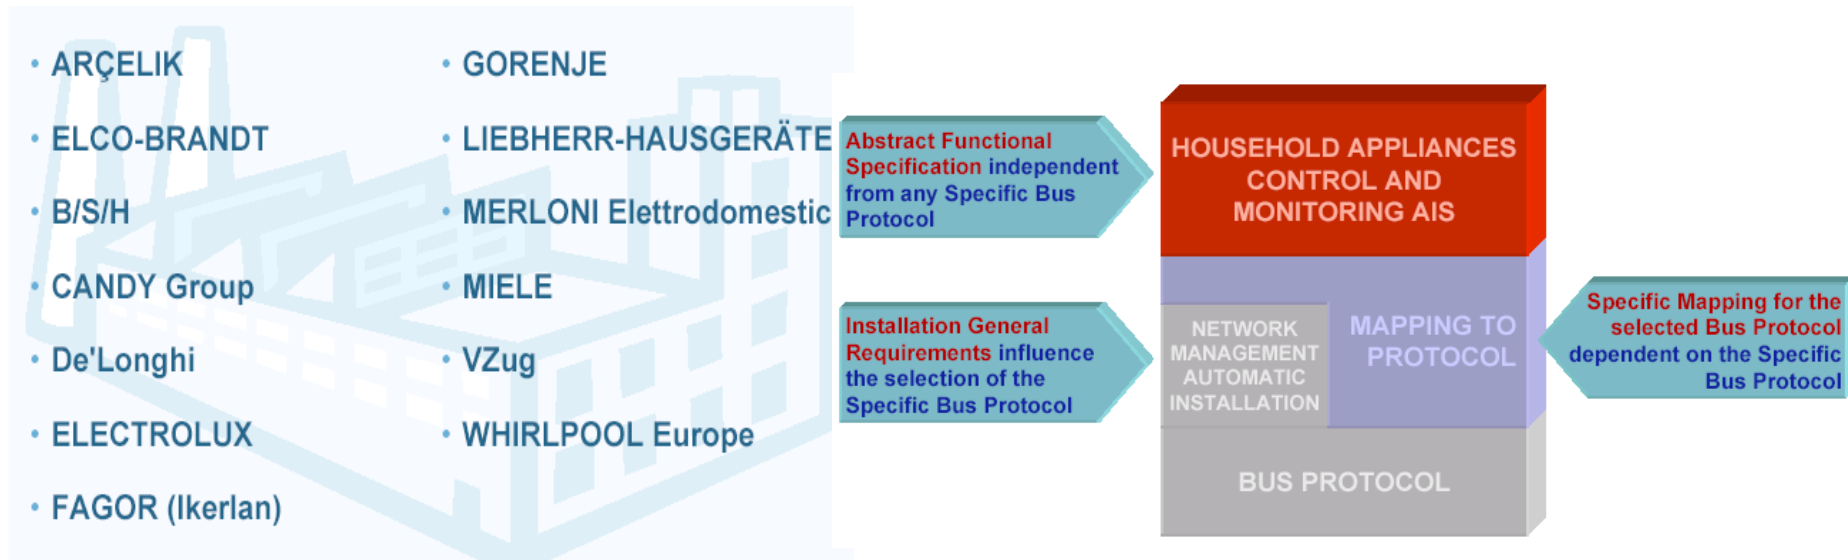 ARÇELIK
ELCO-BRANDT
B/S/H
CANDY Group
De'Longhi
ELECTROLUX
FAGOR (Ikerlan)
GORENJE
LIEBHERR-HAUSGERÄTE
MERLONI Elettrodomestic
MIELE
VZug
WHIRLPOOL Europe
Abstract Functional
Specification independent
from any Specific Bus
Protocol
Installation General
Requirements influence
the selection of the
Specific Bus Protocol
HOUSEHOLD APPLIANCES
CONTROL AND
MONITORING AIS
NETWORK
MANAGEMENT
AUTOMATIC
INSTALLATION
MAPPING TO
PROTOCOL
BUS PROTOCOL
Specific Mapping for the
selected Bus Protocol
dependent on the Specific
Bus Protocol